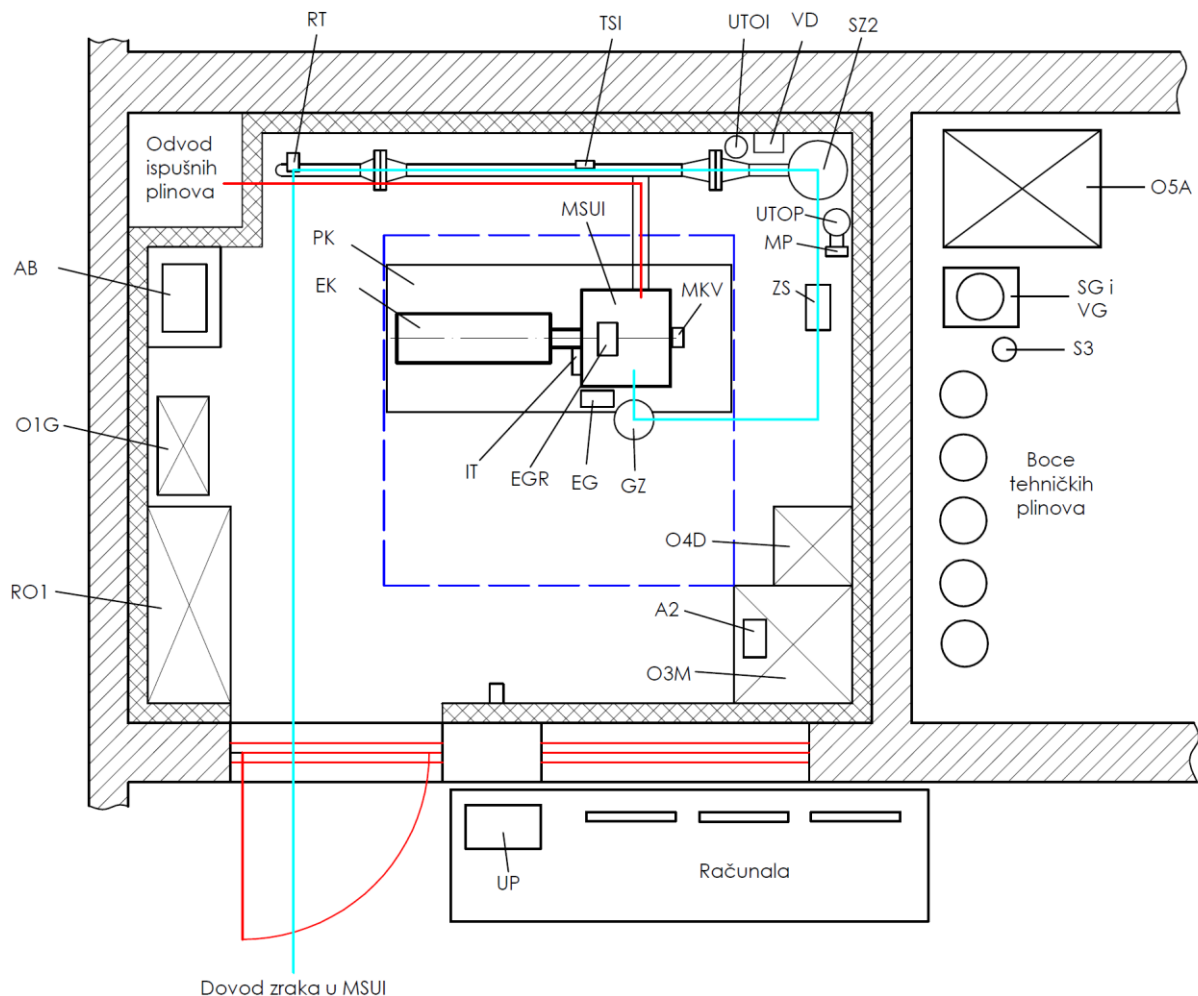 RT
TSI
UTOI
VD
SZ2
Odvod
ispušnih
plinova
O5A
UTOP
MSUI
PK
MP
AB
EK
MKV
ZS
SG i
VG
S3
O1G
IT
EGR
EG
GZ
Boce
tehničkih
plinova
O4D
RO1
A2
O3M
UP
Računala
Dovod zraka u MSUI